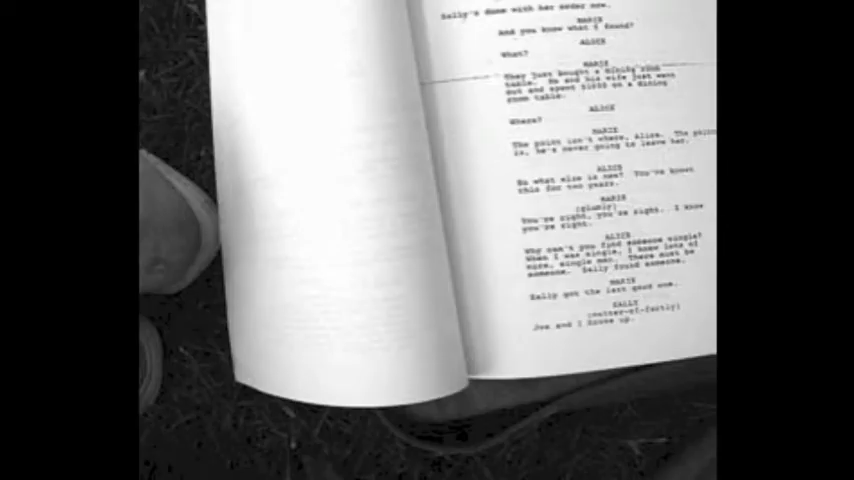 Sally's done with her order now.
MARIE
And you know what I found?
ALICE
What?
MARIE
They just bought a dining room
table. He and his wife just went
out and spent $1600 on a dining
room table.
ALICE
Where?
MARIE
The point isn't where, Alice. The point
is, he's never going to leave her.
ALICE
So what else is new? You've known
this for two years.
MARIE
(glumly)
You're right, you're right. I know
you're right.
ALICE
Why can't you find someone single?
When I was single, I knew lots of
nice, single men. There must be
someone. Sally found someone.
MARIE
Sally got the last good one.
SALLY
(matter-of-factly)
Joe and I broke up.